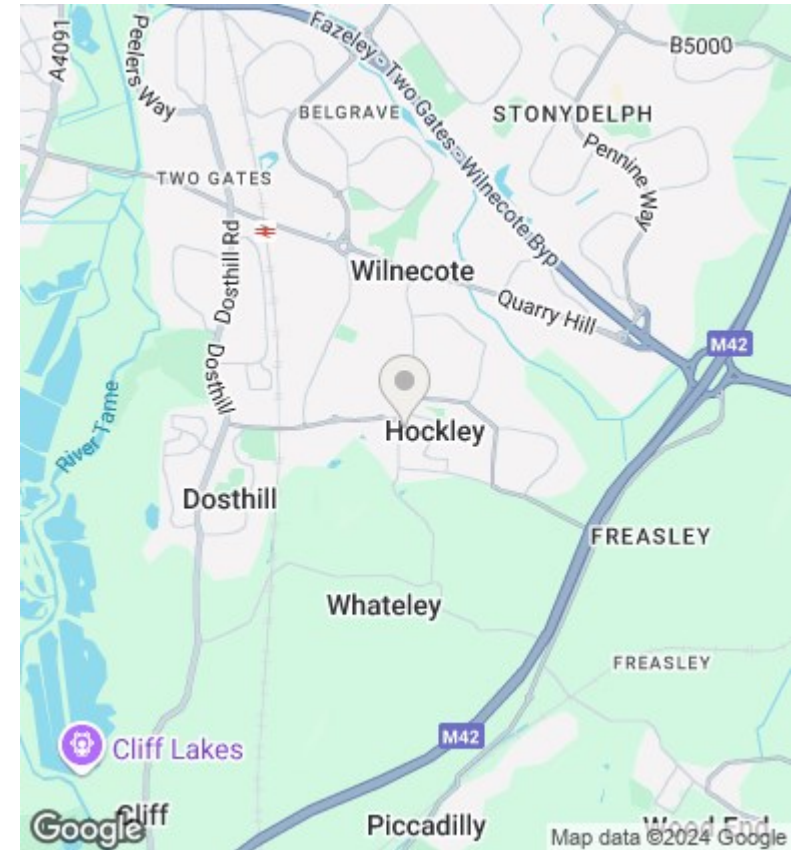 A4091
Peelers Way
Fazeley - Two Gates - Wilnecote Byp
B5000
BELGRAVE
STONYDELPH
Pennine Way
TWO GATES
Dosthill Rd
Wilnecote
Quarry Hill
M42
Dosthill
River Tame
Hockley
Dosthill
FREASLEY
Whateley
FREASLEY
M42
Cliff Lakes
Cliff
Piccadilly
Wood End
Google
Map data ©2024 Google